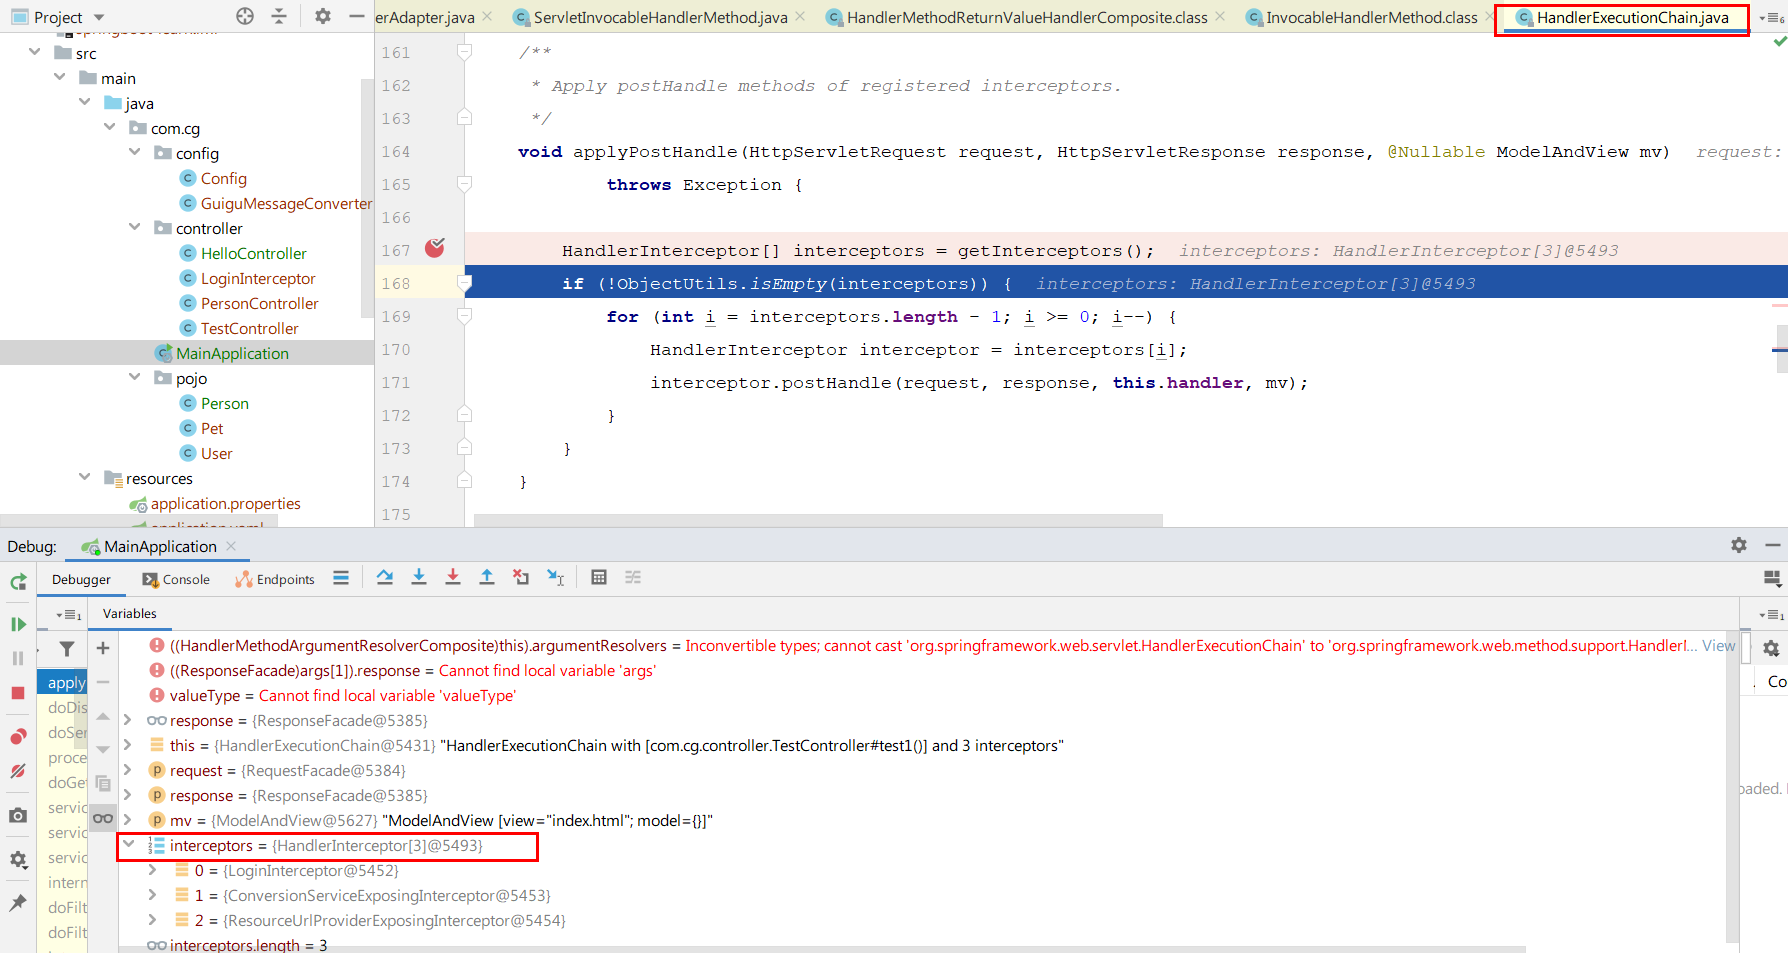 Project
erAdapter.java
ServletInvocableHandlerMethod.java
HandlerMethodReturnValueHandlerComposite.class
InvocableHandlerMethod.class
HandlerExecutionChain.java
6
src
main
java
com.cg
config
Config
GuiguMessageConverter
controller
HelloController
LoginInterceptor
PersonController
TestController
MainApplication
pojo
Person
Pet
User
resources
application.properties
161 /**
162 * Apply postHandle methods of registered interceptors.
163 */
164 void applyPostHandle(HttpServletRequest request, HttpServletResponse response, @Nullable ModelAndView mv) request:
165 throws Exception {
166
167 HandlerInterceptor[] interceptors = getInterceptors(); interceptors: HandlerInterceptor[3]@5493
168 if (!ObjectUtils.isEmpty(interceptors)) { interceptors: HandlerInterceptor[3]@5493
169 for (int i = interceptors.length - 1; i >= 0; i--) {
170 HandlerInterceptor interceptor = interceptors[i];
171 interceptor.postHandle(request, response, this.handler, mv);
172 }
173 }
174 }
175
Debug: MainApplication
Debugger Console Endpoints
1 Variables 1
((HandlerMethodArgumentResolverComposite)this).argumentResolvers = Inconvertible types; cannot cast 'org.springframework.web.servlet.HandlerExecutionChain' to 'org.springframework.web.method.support.HandlerI... View
((ResponseFacade)args[1]).response = Cannot find local variable 'args'
valueType = Cannot find local variable 'valueType'
response = {ResponseFacade@5385}
this = {HandlerExecutionChain@5431} "HandlerExecutionChain with [com.cg.controller.TestController#test1()] and 3 interceptors"
request = {RequestFacade@5384}
response = {ResponseFacade@5385}
mv = {ModelAndView@5627} "ModelAndView [view="index.html"; model={}]"
interceptors = {HandlerInterceptor[3]@5493}
0 = {LoginInterceptor@5452}
1 = {ConversionServiceExposingInterceptor@5453}
2 = {ResourceUrlProviderExposingInterceptor@5454}
interceptors.length = 3
apply
doDis
doSer
proce
doGet
servic
servic
servic
intern
doFilt
doFilt
Co
oaded.